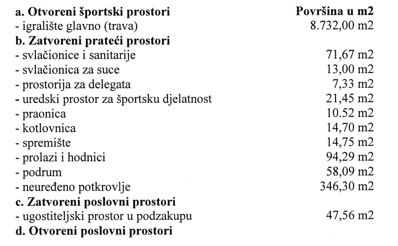 a. Otvoreni športski prostori Površina u m2
- igralište glavno (trava) 8.732,00 m2
b. Zatvoreni prateći prostori
- svlačionice i sanitarije 71,67 m2
- svlačionica za suce 13,00 m2
- prostorija za delegata 7,33 m2
- uredski prostor za športsku djelatnost 21,45 m2
- praonica 10.52 m2
- kotlovnica 14,70 m2
- spremište 14,75 m2
- prolazi i hodnici 94,29 m2
- podrum 58,09 m2
- neuređeno potkrovlje 346,30 m2
c. Zatvoreni poslovni prostori
- ugostiteljski prostor u podzakupu 47,56 m2
d. Otvoreni poslovni prostori